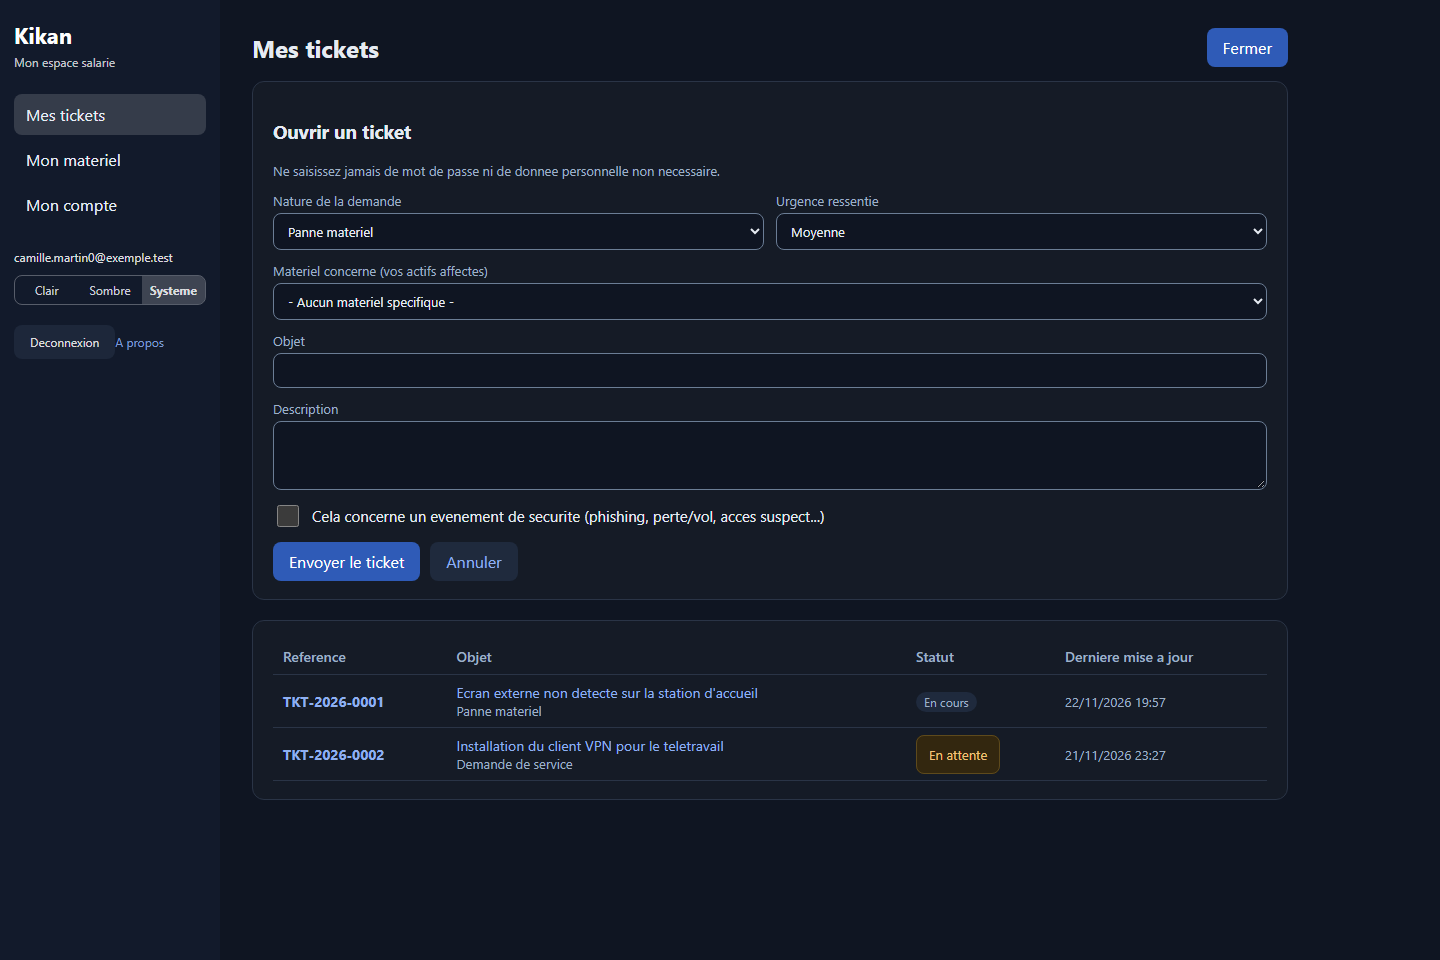 Kikan
Mon espace salarie
Mes tickets
Mon materiel
Mon compte
camille.martin0@exemple.test
Clair Sombre Systeme
Deconnexion A propos
Mes tickets
Fermer
Ouvrir un ticket
Ne saisissez jamais de mot de passe ni de donnee personnelle non necessaire.
Nature de la demande Urgence ressentie
Panne materiel Moyenne
Materiel concerne (vos actifs affectes)
- Aucun materiel specifique -
Objet
Description
Cela concerne un evenement de securite (phishing, perte/vol, acces suspect...)
Envoyer le ticket Annuler
Reference Objet Statut Derniere mise a jour
TKT-2026-0001 Ecran externe non detecte sur la station d'accueil En cours 22/11/2026 19:57
Panne materiel
TKT-2026-0002 Installation du client VPN pour le teletravail En attente 21/11/2026 23:27
Demande de service